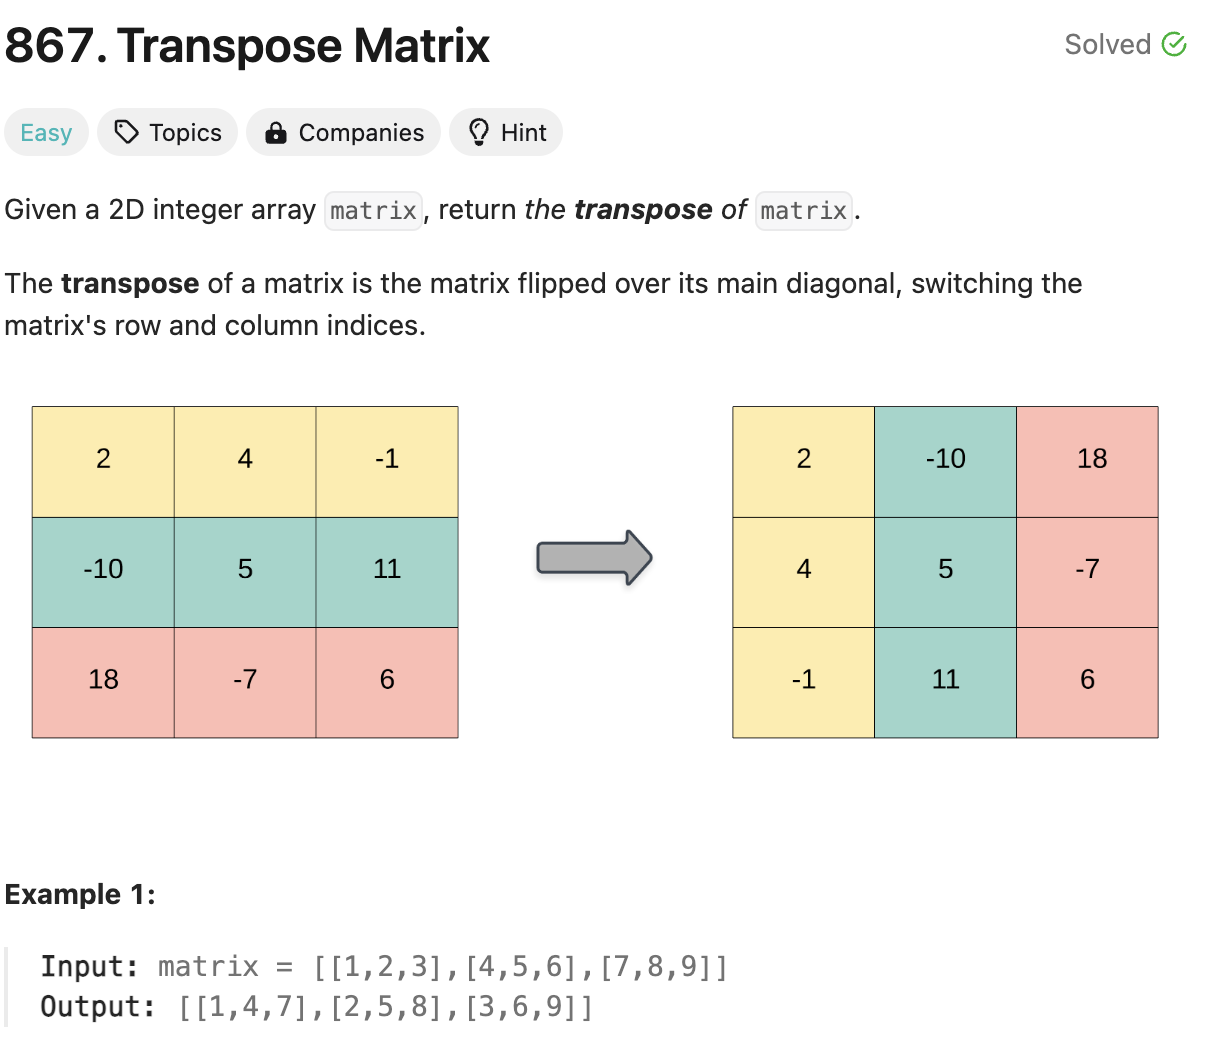 867. Transpose Matrix
Solved
Easy
Topics
Companies
Hint
Given a 2D integer array matrix, return the transpose of matrix.
The transpose of a matrix is the matrix flipped over its main diagonal, switching the
matrix's row and column indices.
2 4 -1
-10 5 11
18 -7 6
2 -10 18
4 5 -7
-1 11 6
Example 1:
Input: matrix = [[1,2,3],[4,5,6],[7,8,9]]
Output: [[1,4,7],[2,5,8],[3,6,9]]